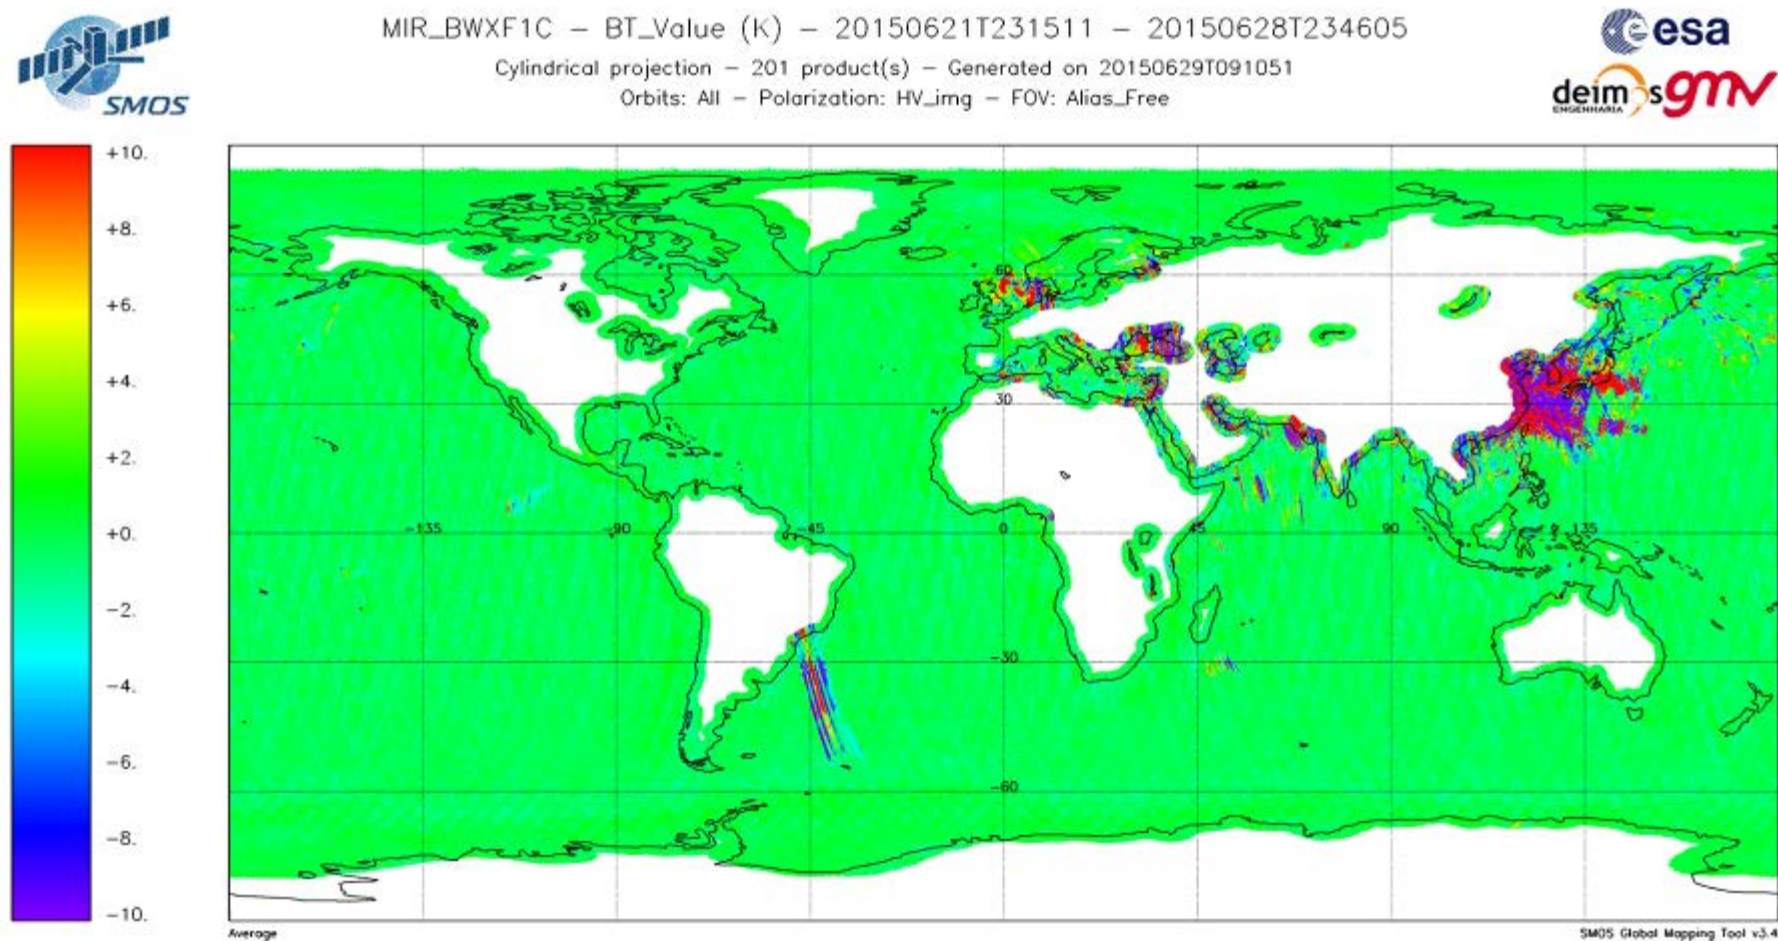 MIR_BWXF1C – BT_Value (K) – 20150621T231511 – 20150628T234605
Cylindrical projection – 201 product(s) – Generated on 20150629T091051
Orbits: All – Polarization: HV_img – FOV: Alias_Free
SMOS
esa
deimos
ENGENHARIA
gmv
+10.
+8.
+6.
+4.
+2.
+0.
−2.
−4.
−6.
−8.
−10.
60
30
−135
−90
−45
0
45
90
135
−30
−60
Average
SMOS Global Mapping Tool v3.4